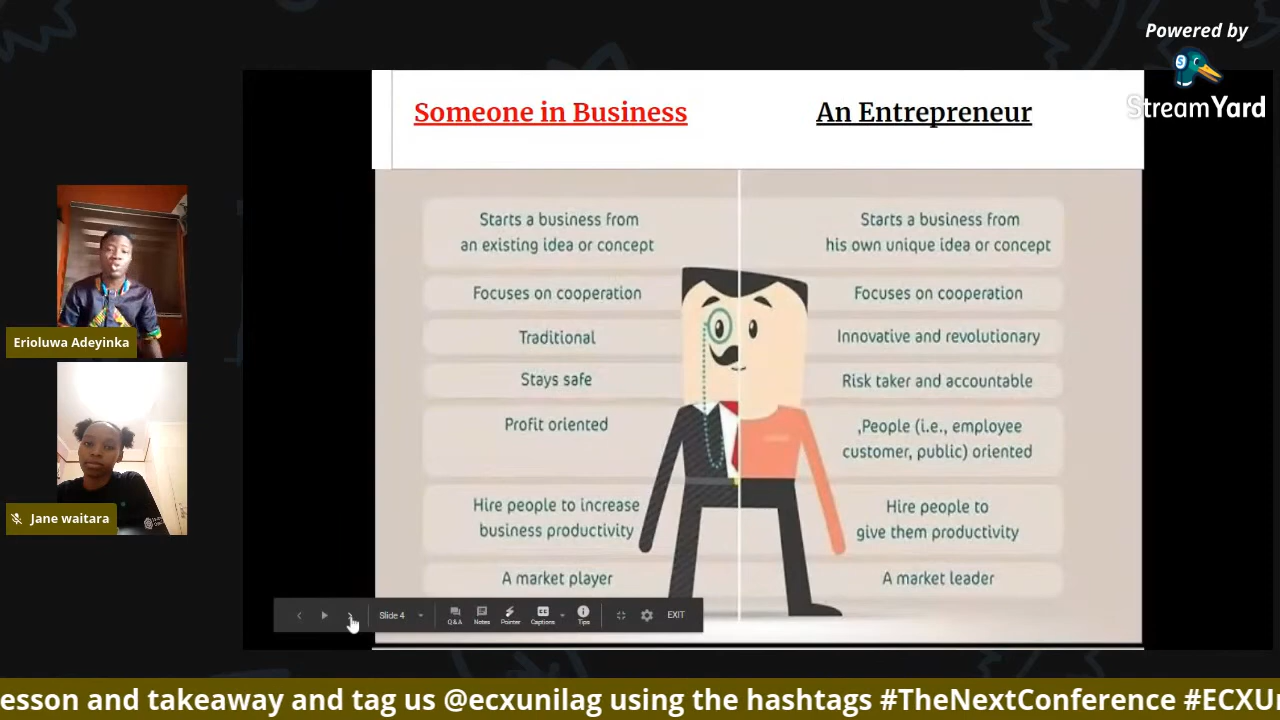 Powered by
StreamYard
Someone in Business
An Entrepreneur
Starts a business from
an existing idea or concept
Starts a business from
his own unique idea or concept
Focuses on cooperation
Focuses on cooperation
Traditional
Innovative and revolutionary
Stays safe
Risk taker and accountable
Profit oriented
,People (i.e., employee
customer, public) oriented
Hire people to increase
business productivity
Hire people to
give them productivity
A market player
A market leader
Erioluwa Adeyinka
Jane waitara
Slide 4
Q&A
Notes
Pointer
Captions
Tips
EXIT
esson and takeaway and tag us @ecxunilag using the hashtags #TheNextConference #ECXU